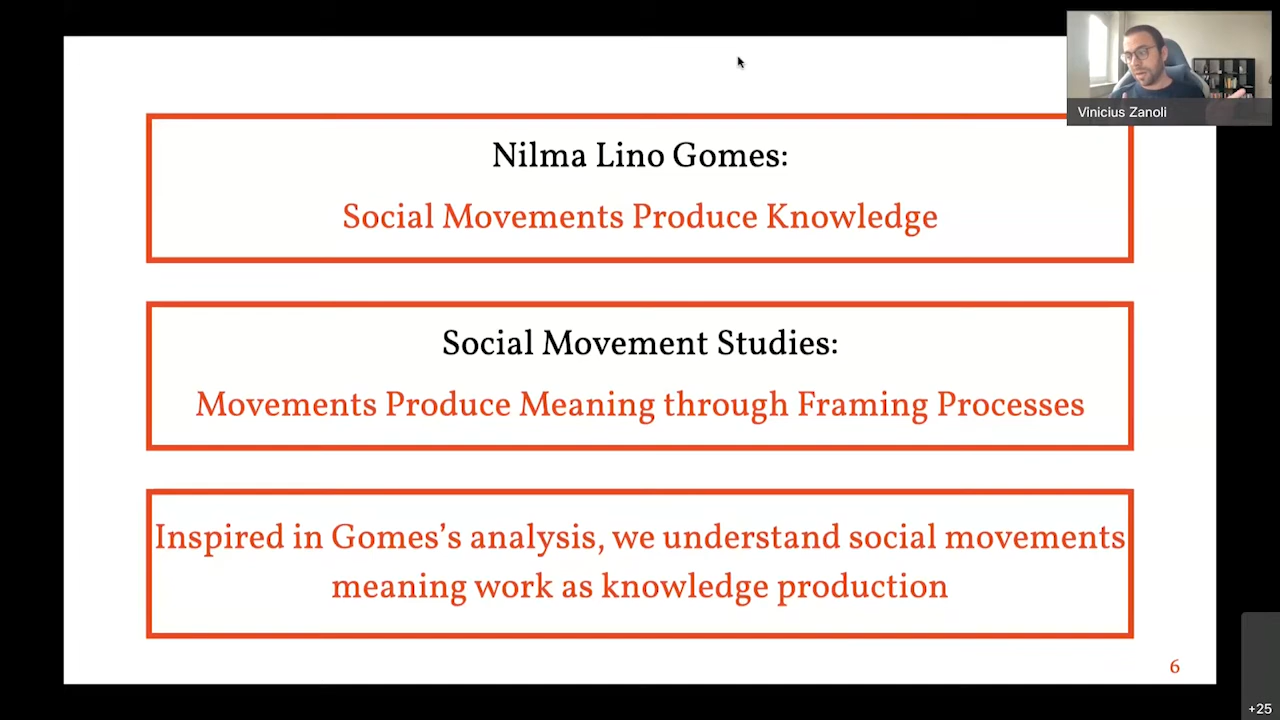 Vinicius Zanoli
Nilma Lino Gomes:
Social Movements Produce Knowledge
Social Movement Studies:
Movements Produce Meaning through Framing Processes
Inspired in Gomes’s analysis, we understand social movements
meaning work as knowledge production
6
+25